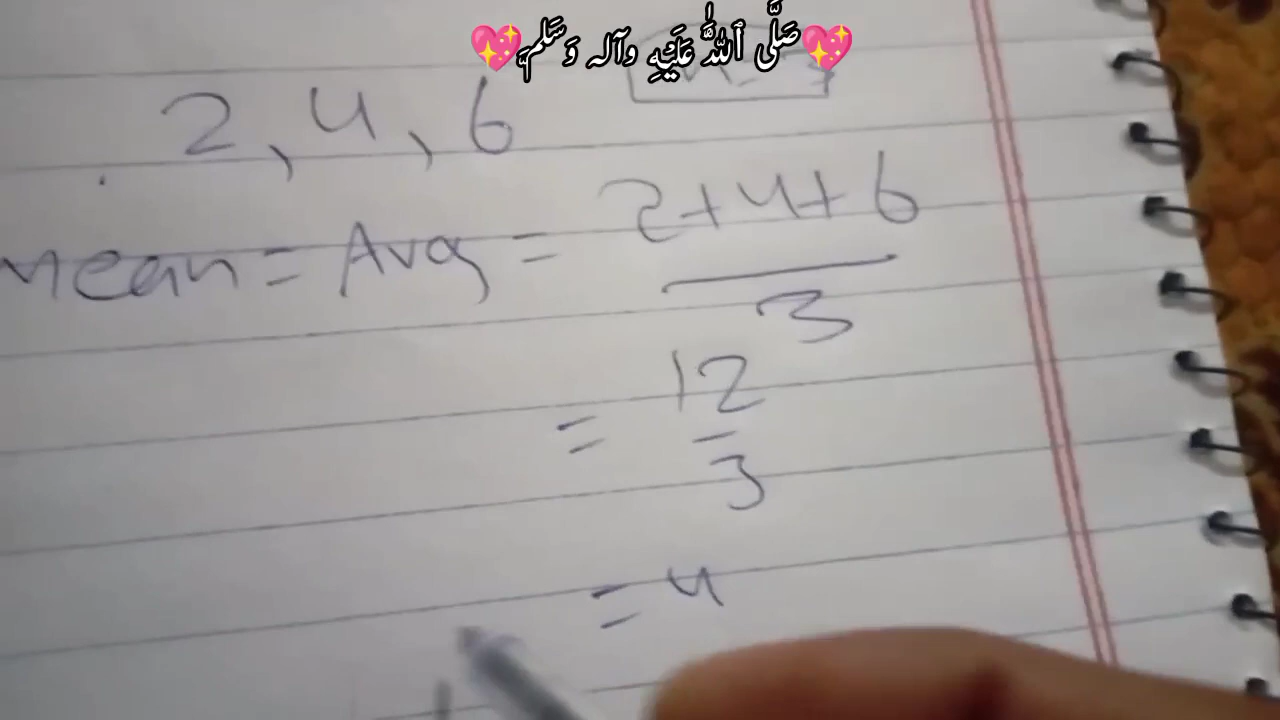 💖صَلَّى ٱللّٰهُ عَلَيْهِ وَآلِهِ وَسَلَّمَ💖
2, 4, 6
Mean = Avg = 2+4+6
3
= 12
3
= 4